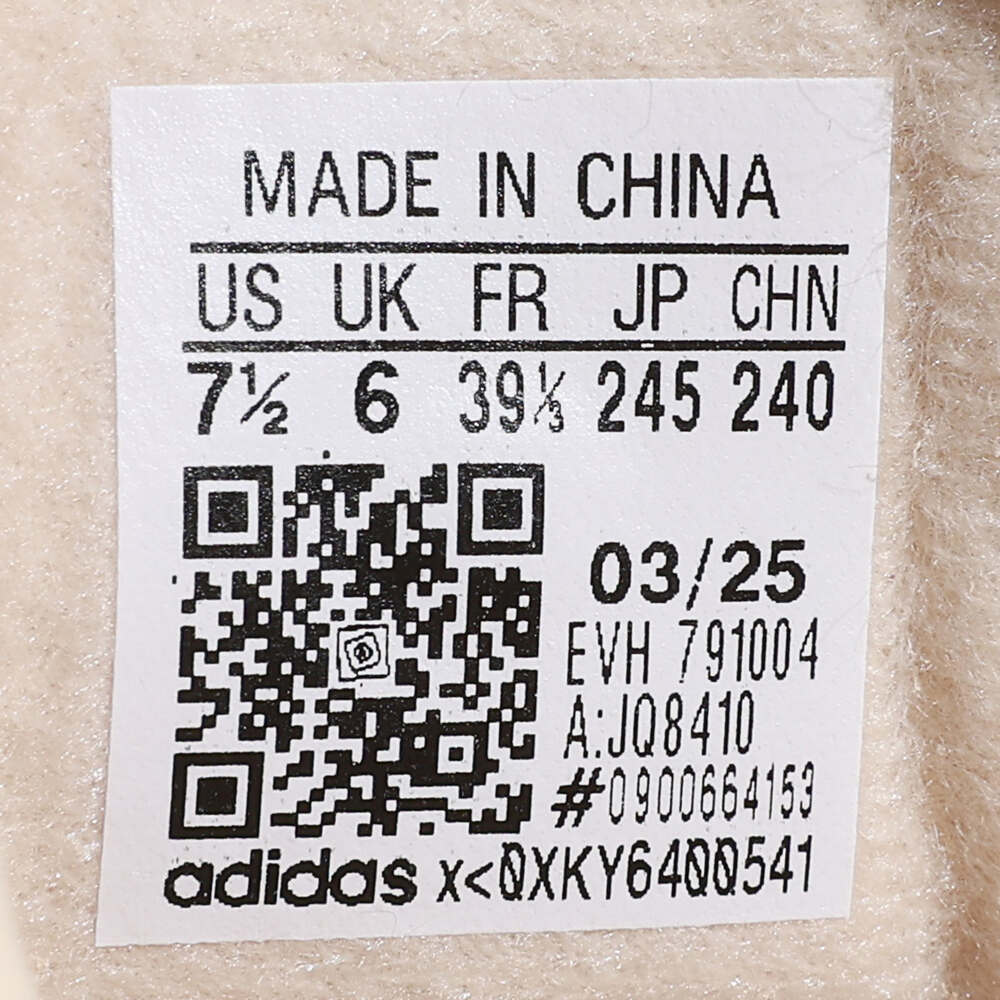 MADE IN CHINA
US UK FR JP CHN
7½ 6 39⅓ 245 240
03/25
EVH 791004
A:JQ8410
#0900664153
adidas x<0XKY6400541